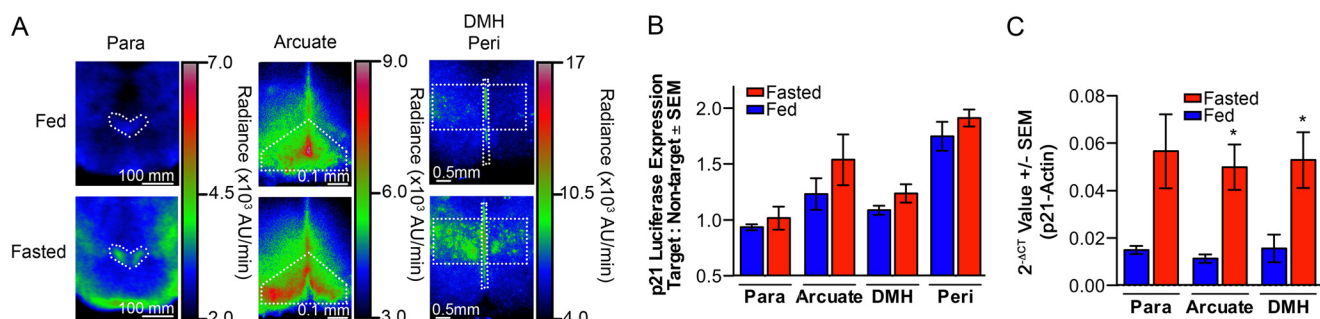 A
Para
Arcuate
DMH
Peri
Fed
Fasted
100 mm
0.1 mm
0.5mm
100 mm
0.1 mm
0.5mm
7.0
4.5
2.0
Radiance (x10³ AU/min)
9.0
6.0
3.0
Radiance (x10³ AU/min)
17
10.5
4.0
Radiance (x10³ AU/min)
B
p21 Luciferase Expression
Target : Non-target ± SEM
Fasted
Fed
2.0
1.5
1.0
0.5
Para Arcuate DMH Peri
C
2^-ΔCT Value +/- SEM
(p21-Actin)
Fasted
Fed
0.08
0.06
0.04
0.02
0.00
* *
Para Arcuate DMH